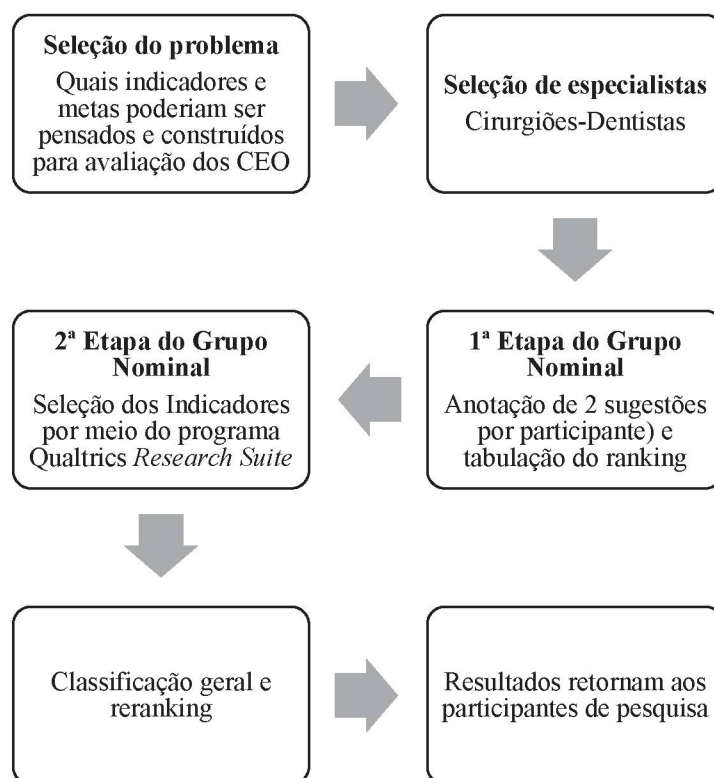 Seleção do problema
Quais indicadores e
metas poderiam ser
pensados e construídos
para avaliação dos CEO
Seleção de especialistas
Cirurgiões-Dentistas
1ª Etapa do Grupo
Nominal
Anotação de 2 sugestões
por participante) e
tabulação do ranking
2ª Etapa do Grupo
Nominal
Seleção dos Indicadores
por meio do programa
Qualtrics Research Suite
Classificação geral e
reranking
Resultados retornam aos
participantes de pesquisa